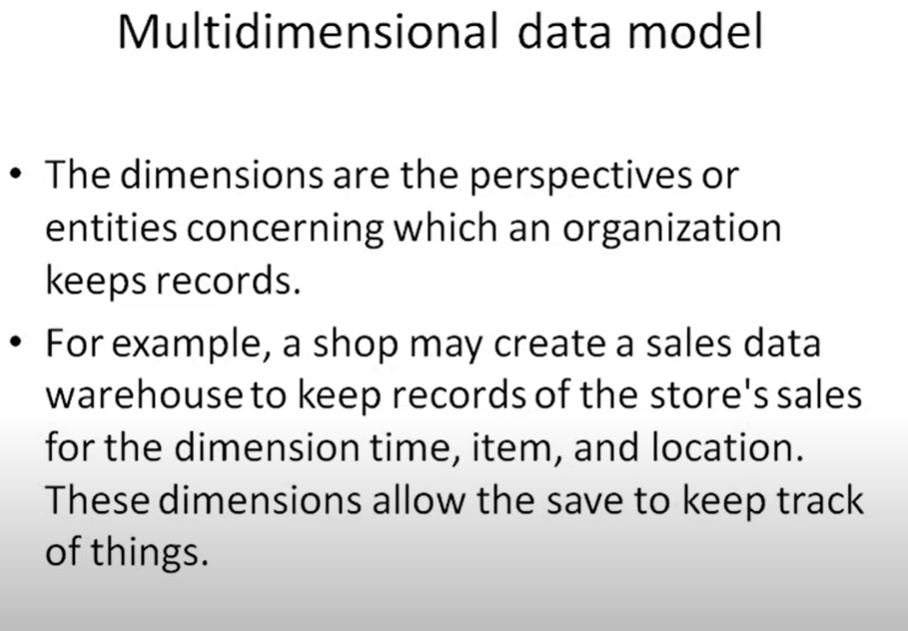 Multidimensional data model
• The dimensions are the perspectives or
entities concerning which an organization
keeps records.
• For example, a shop may create a sales data
warehouse to keep records of the store's sales
for the dimension time, item, and location.
These dimensions allow the save to keep track
of things.